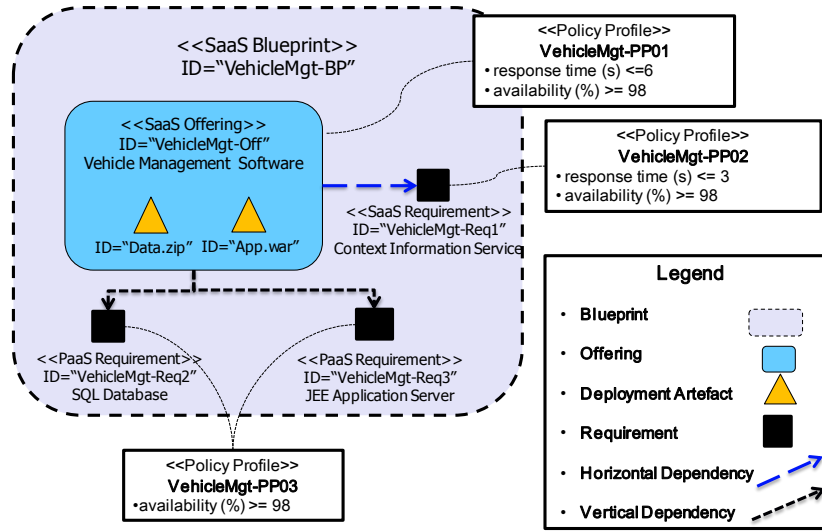 <<SaaS Blueprint>>
ID=“VehicleMgt-BP”
<<SaaS Offering>>
ID=“VehicleMgt-Off”
Vehicle Management Software
ID=“Data.zip”
ID=“App.war”
<<SaaS Requirement>>
ID=“VehicleMgt-Req1”
Context Information Service
<<PaaS Requirement>>
ID=“VehicleMgt-Req2”
SQL Database
<<PaaS Requirement>>
ID=“VehicleMgt-Req3”
JEE Application Server
<<Policy Profile>>
VehicleMgt-PP01
• response time (s) <=6
• availability (%) >= 98
<<Policy Profile>>
VehicleMgt-PP02
• response time (s) <= 3
• availability (%) >= 98
<<Policy Profile>>
VehicleMgt-PP03
•availability (%) >= 98
Legend
• Blueprint
• Offering
• Deployment Artefact
• Requirement
• Horizontal Dependency
• Vertical Dependency